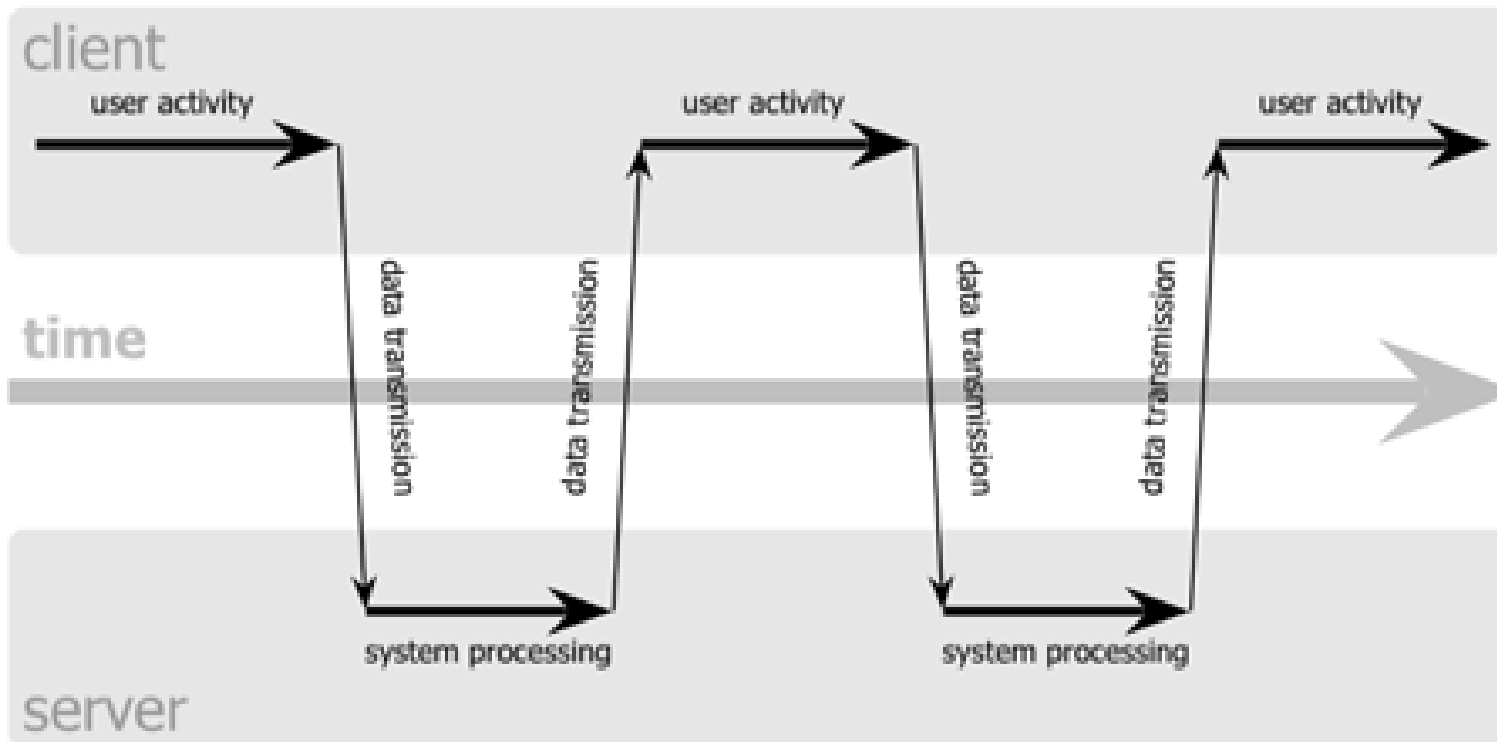 client
user activity
user activity
user activity
data transmission
data transmission
data transmission
data transmission
time
system processing
system processing
server